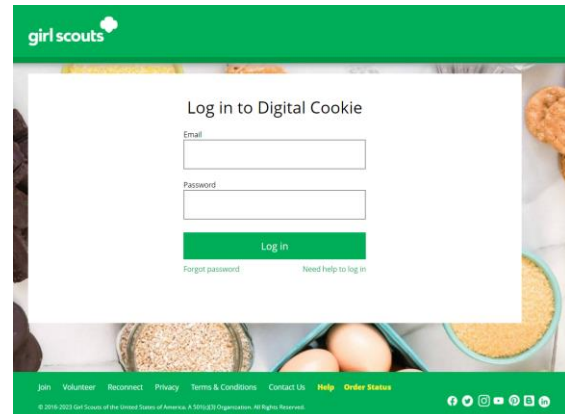 girl scouts
Log in to Digital Cookie
Email
Password
Log in
Forgot password Need help to log in
Join Volunteer Reconnect Privacy Terms & Conditions Contact Us Help Order Status
© 2016-2023 Girl Scouts of the United States of America. A 501(c)(3) Organization. All Rights Reserved.